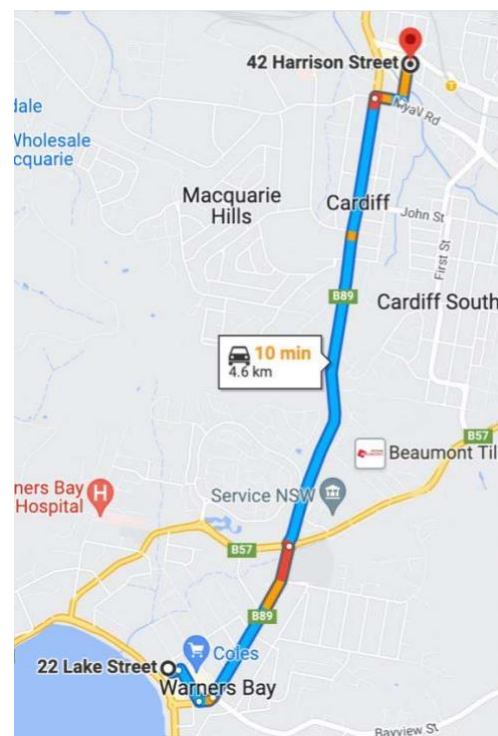 42 Harrison Street
T
dale
Nyall Rd
Wholesale
cquarie
Macquarie
Hills
Cardiff
John St
First St
B89
Cardiff South
10 min
4.6 km
B57
Beaumont Til
ners Bay
Hospital
H
Service NSW
B57
B89
22 Lake Street
Coles
Warners Bay
Bayview St